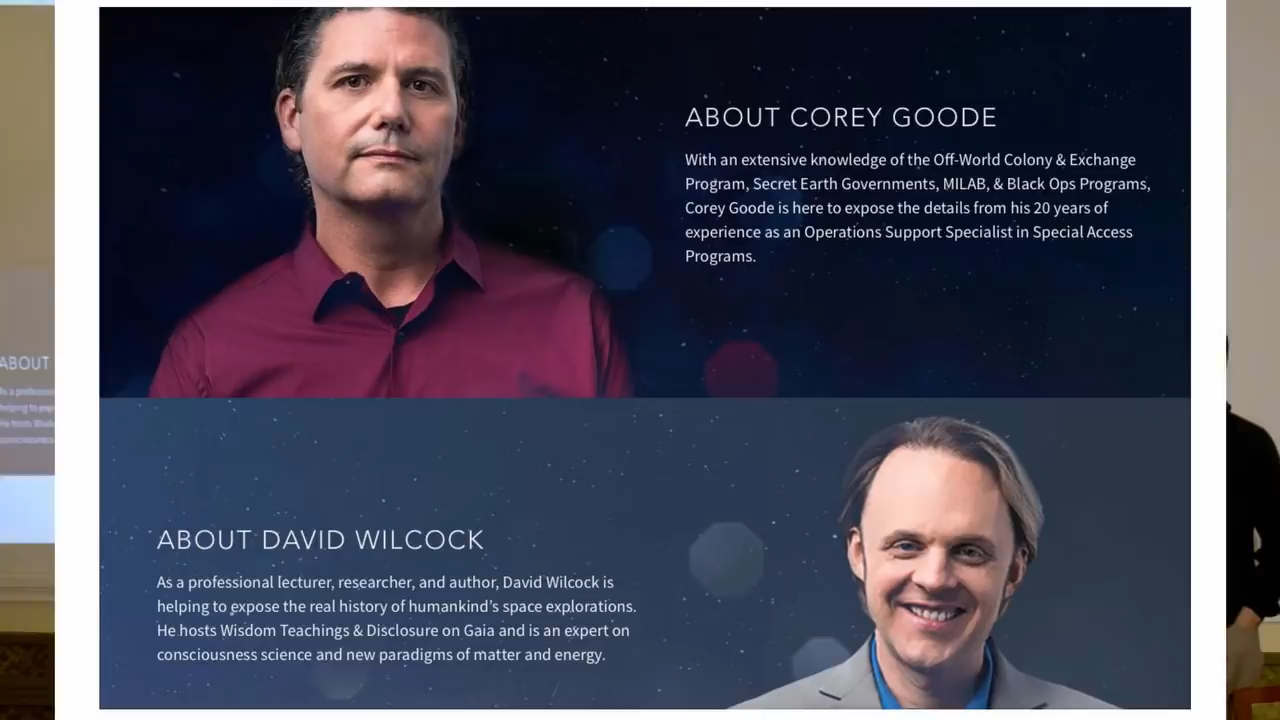 ABOUT COREY GOODE
With an extensive knowledge of the Off-World Colony & Exchange
Program, Secret Earth Governments, MILAB, & Black Ops Programs,
Corey Goode is here to expose the details from his 20 years of
experience as an Operations Support Specialist in Special Access
Programs.
ABOUT
ABOUT DAVID WILCOCK
As a professional lecturer, researcher, and author, David Wilcock is
helping to expose the real history of humankind's space explorations.
He hosts Wisdom Teachings & Disclosure on Gaia and is an expert on
consciousness science and new paradigms of matter and energy.